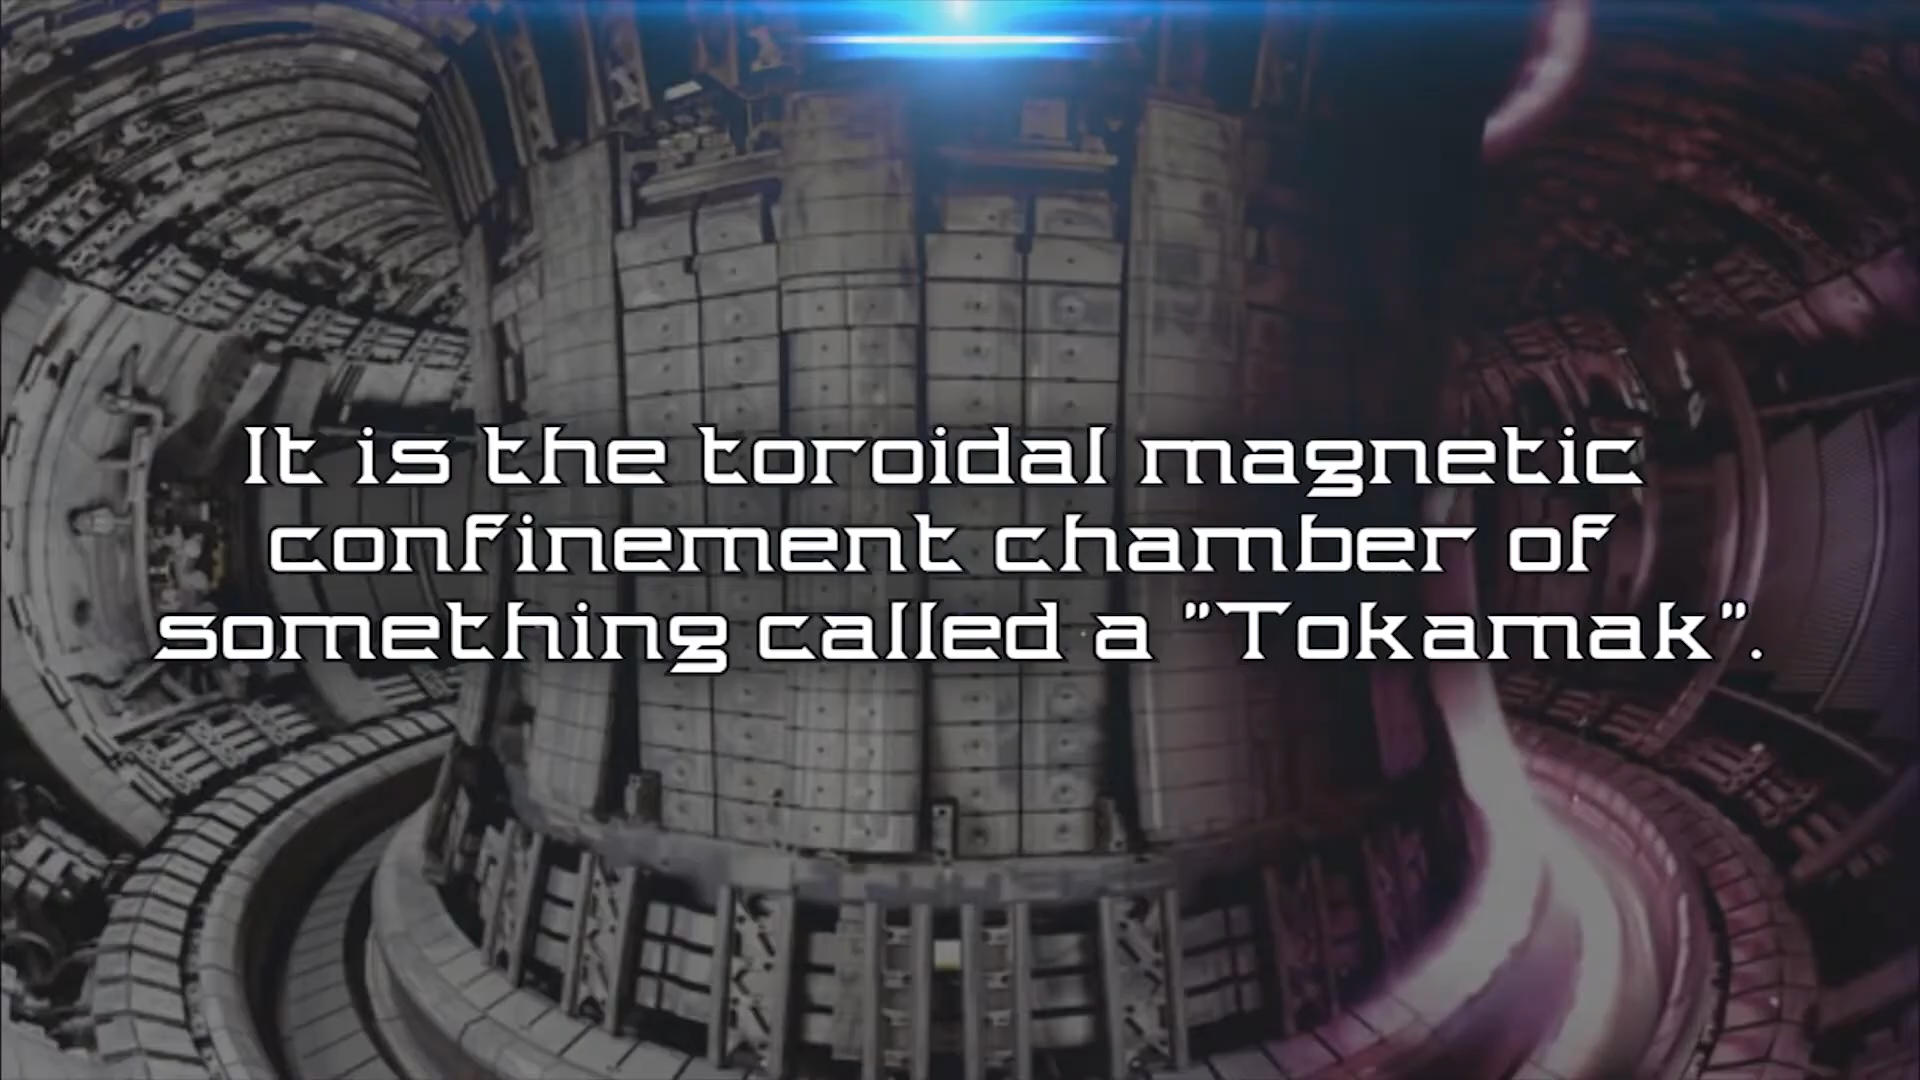 It is the toroidal magnetic
confinement chamber of
something called a "Tokamak".